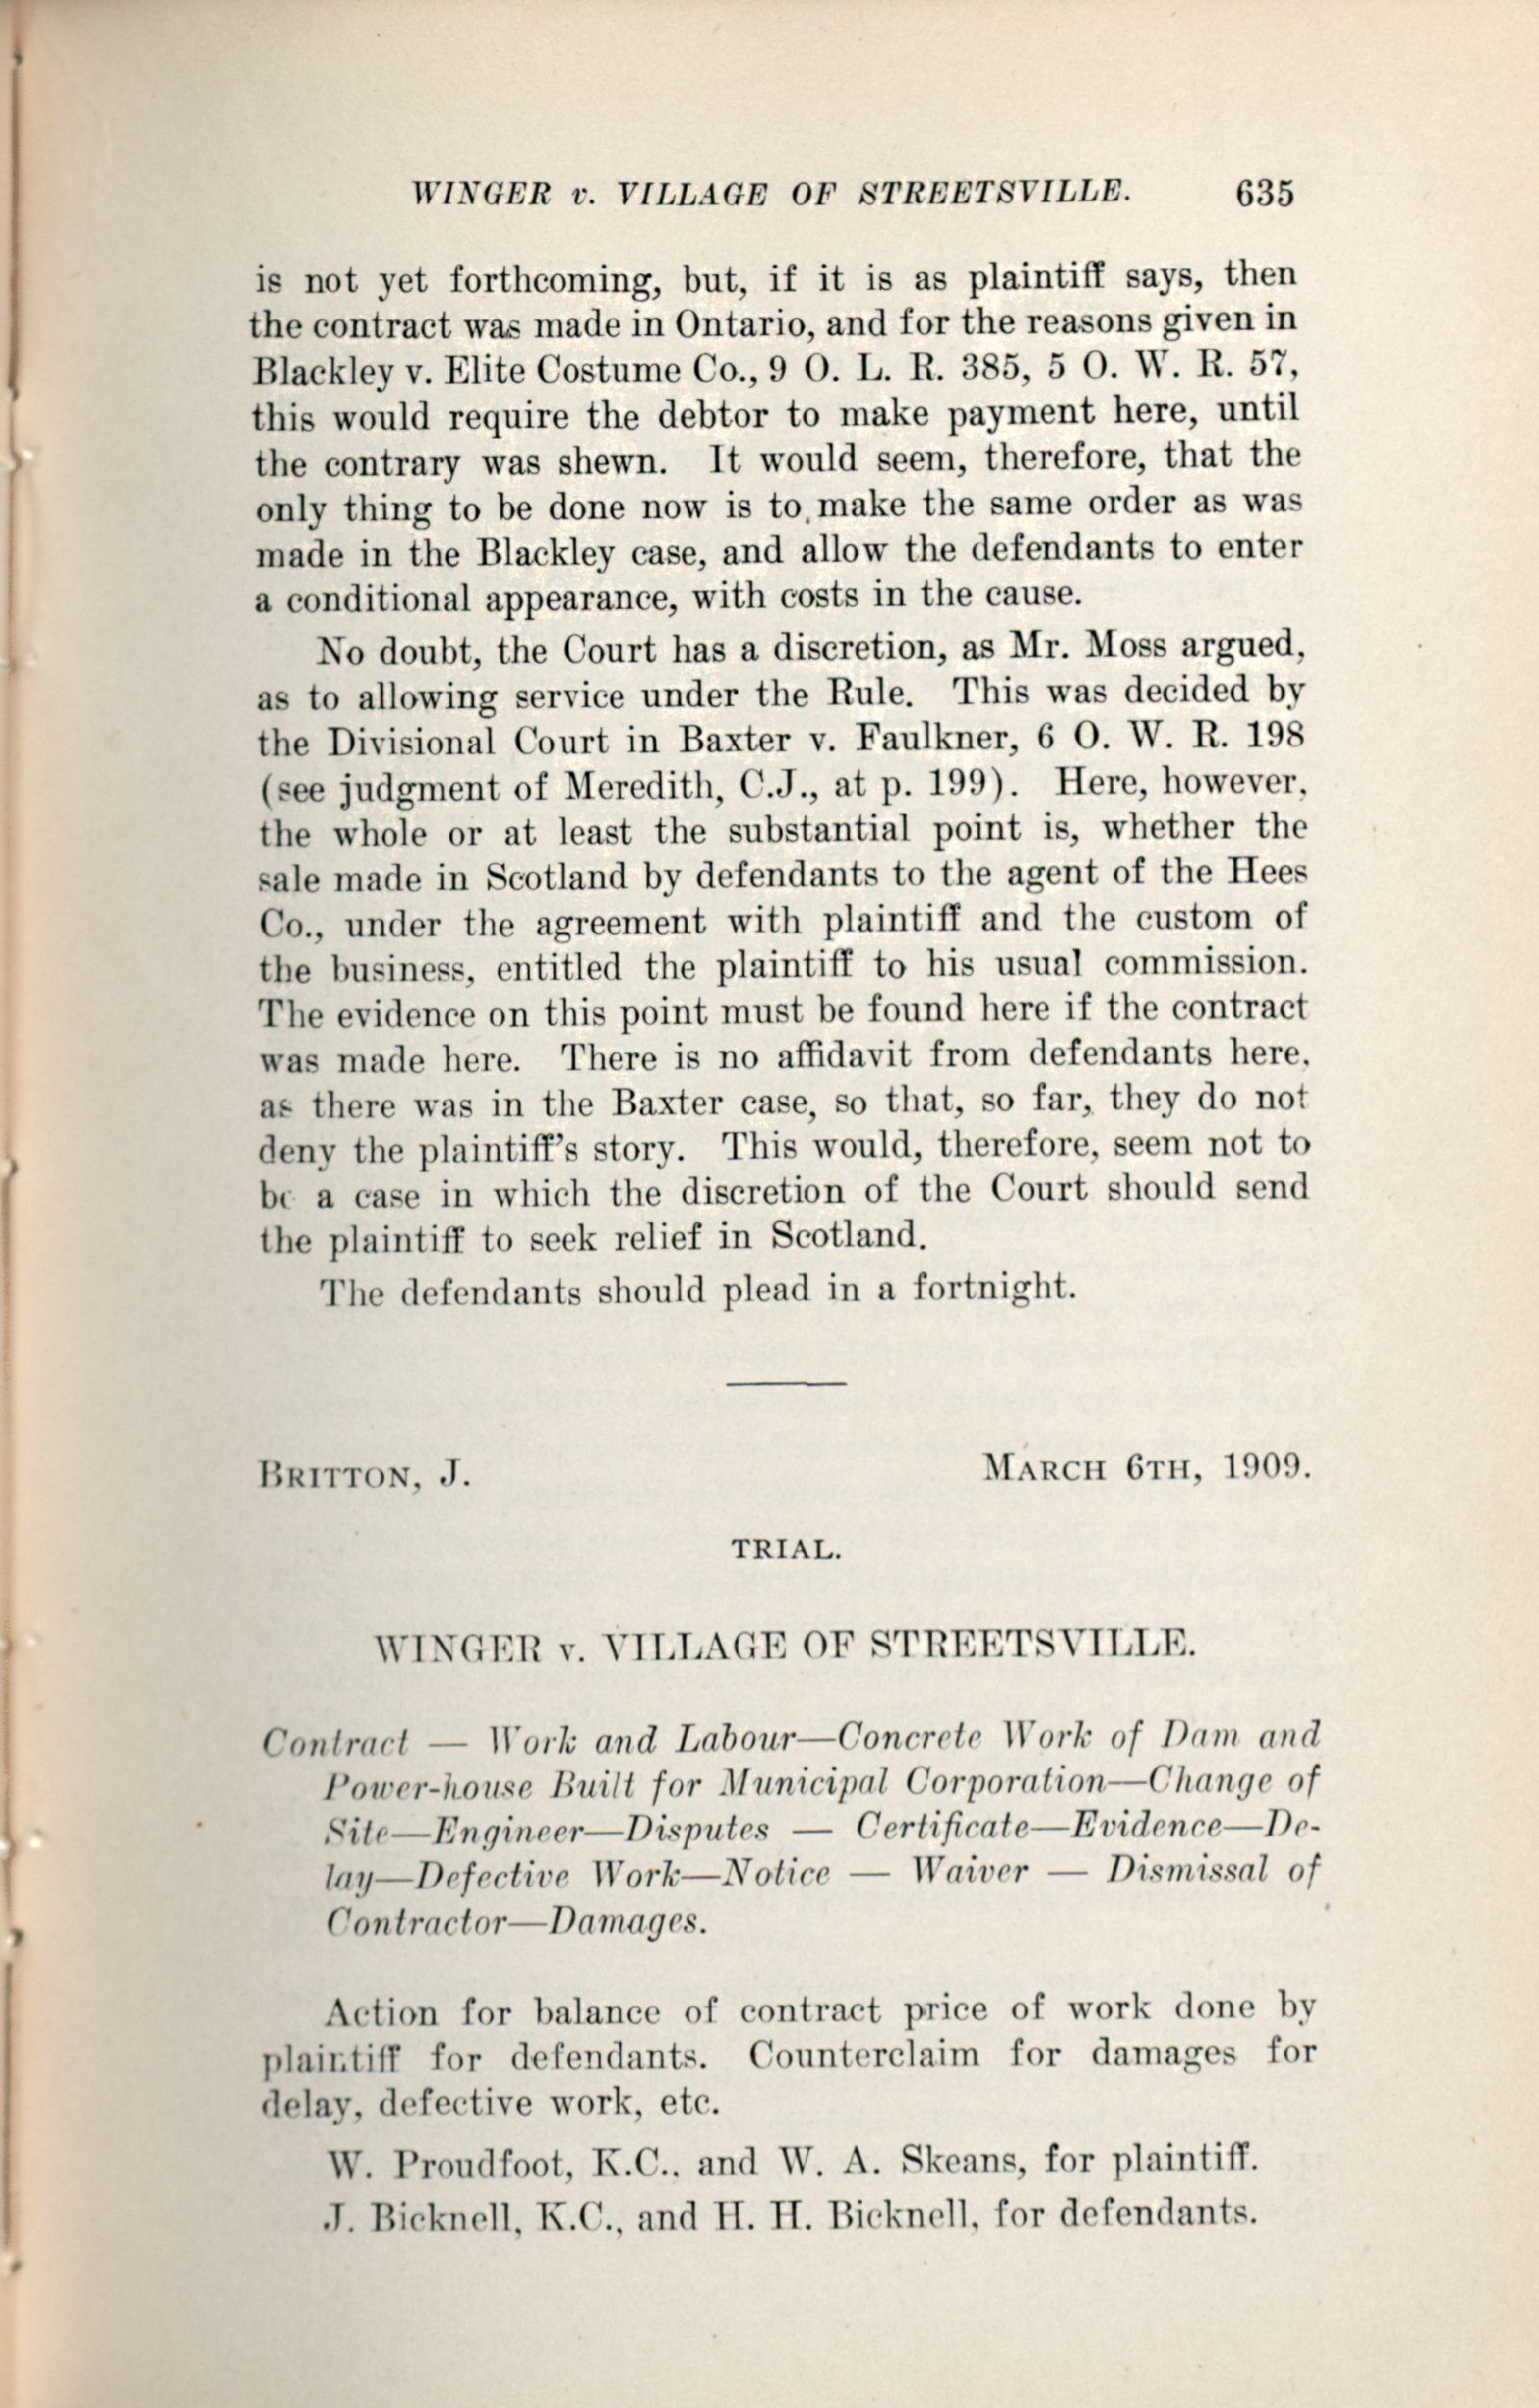 WINGER v. VILLAGE OF STREETSVILLE. 635
is not yet forthcoming, but, if it is as plaintiff says, then
the contract was made in Ontario, and for the reasons given in
Blackley v. Elite Costume Co., 9 O. L. R. 385, 5 O. W. R. 57,
this would require the debtor to make payment here, until
the contrary was shewn. It would seem, therefore, that the
only thing to be done now is to make the same order as was
made in the Blackley case, and allow the defendants to enter
a conditional appearance, with costs in the cause.
No doubt, the Court has a discretion, as Mr. Moss argued,
as to allowing service under the Rule. This was decided by
the Divisional Court in Baxter v. Faulkner, 6 O. W. R. 198
(see judgment of Meredith, C.J., at p. 199). Here, however,
the whole or at least the substantial point is, whether the
sale made in Scotland by defendants to the agent of the Hees
Co., under the agreement with plaintiff and the custom of
the business, entitled the plaintiff to his usual commission.
The evidence on this point must be found here if the contract
was made here. There is no affidavit from defendants here,
as there was in the Baxter case, so that, so far, they do not
deny the plaintiff's story. This would, therefore, seem not to
be a case in which the discretion of the Court should send
the plaintiff to seek relief in Scotland.
The defendants should plead in a fortnight.
BRITTON, J. MARCH 6TH, 1909.
TRIAL.
WINGER v. VILLAGE OF STREETSVILLE.
Contract — Work and Labour—Concrete Work of Dam and
Power-house Built for Municipal Corporation—Change of
Site—Engineer—Disputes — Certificate—Evidence—De-
lay—Defective Work—Notice — Waiver — Dismissal of
Contractor—Damages.
Action for balance of contract price of work done by
plaintiff for defendants. Counterclaim for damages for
delay, defective work, etc.
W. Proudfoot, K.C., and W. A. Skeans, for plaintiff.
J. Bicknell, K.C., and H. H. Bicknell, for defendants.